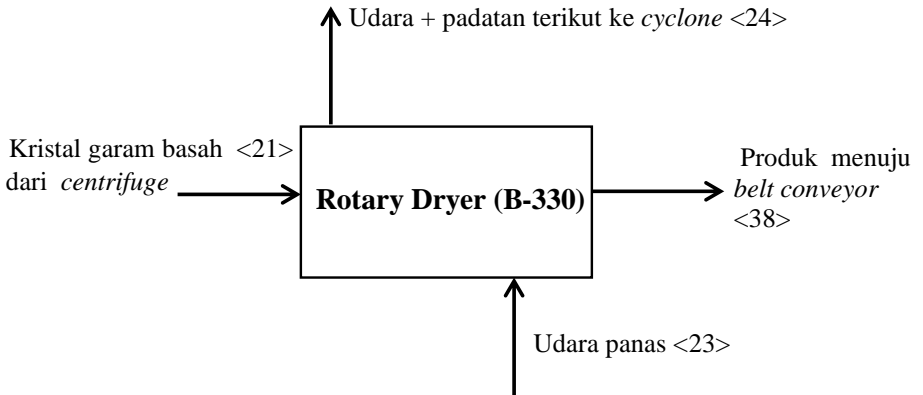 Udara + padatan terikut ke cyclone <24>
Kristal garam basah <21>
dari centrifuge
Rotary Dryer (B-330)
Produk menuju
belt conveyor
<38>
Udara panas <23>